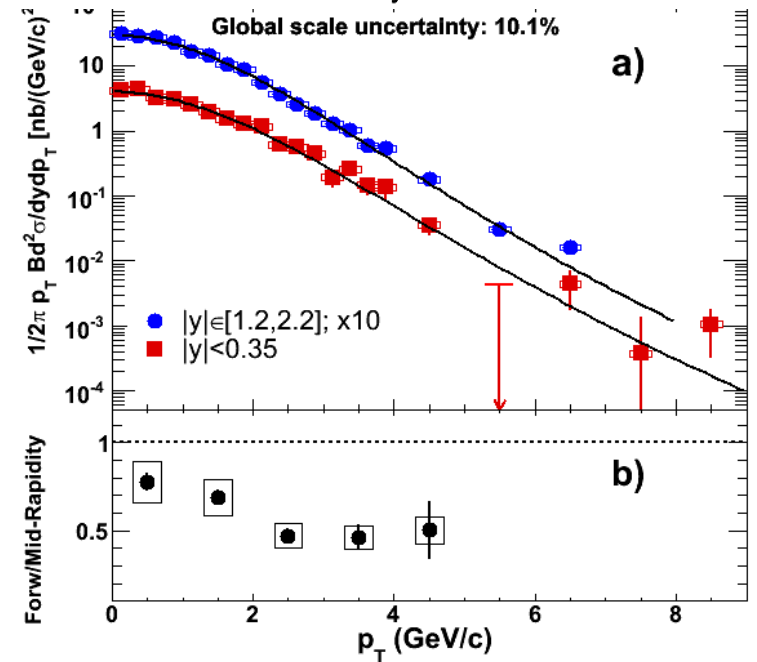 Global scale uncertainty: 10.1%
a)
1/2π p_T Bd²σ/dydp_T [nb/(GeV/c)²
10
1
10⁻¹
10⁻²
10⁻³
10⁻⁴
|y|∈[1.2,2.2]; x10
|y|<0.35
b)
Forw/Mid-Rapidity
1
0.5
0 2 4 6 8
p_T (GeV/c)